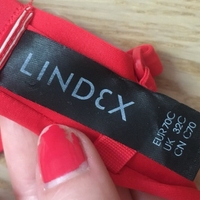 LINDEX
EUR 70C
UK 32C
CN C70